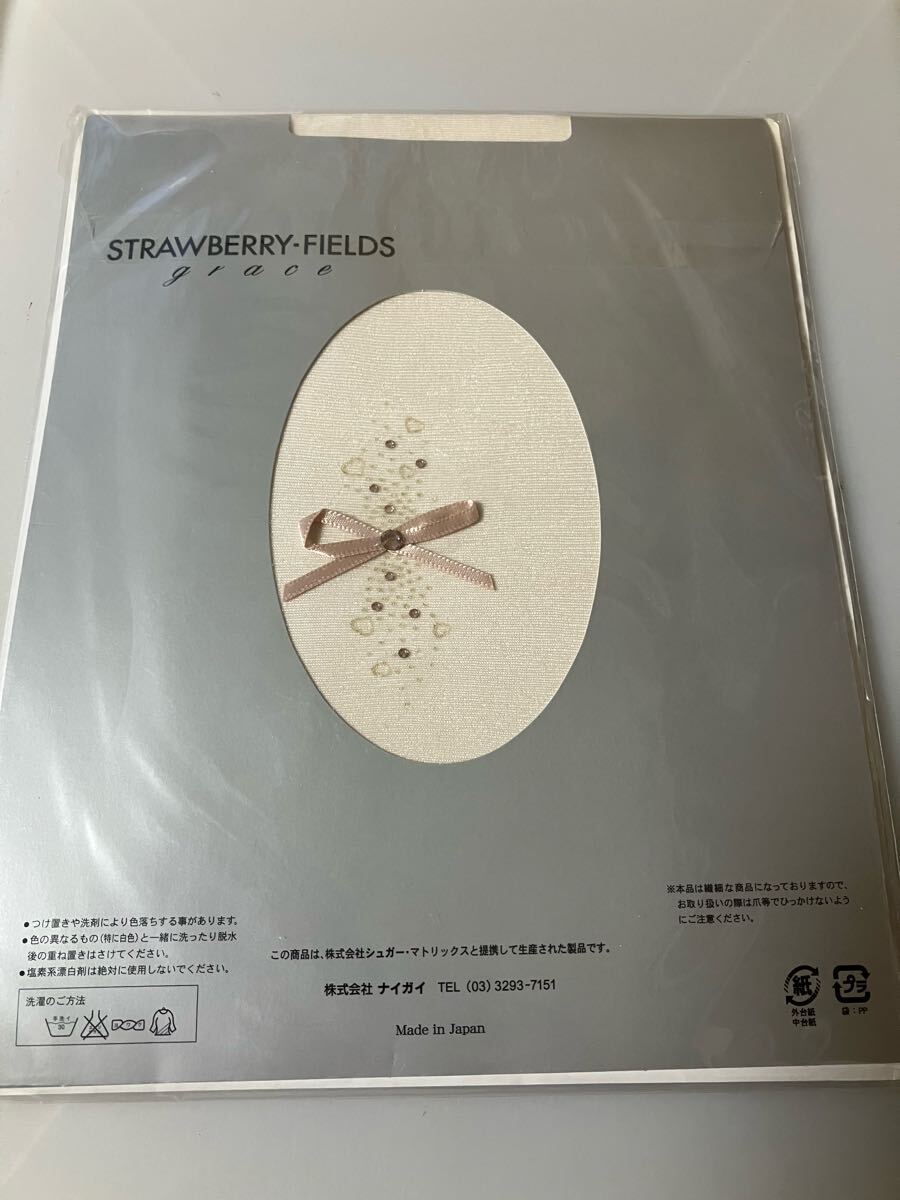 STRAWBERRY-FIELDS
grace
※本品は繊細な商品になっておりますので、
お取り扱いの際は爪等でひっかけないよう
にご注意ください。
●つけ置きや洗剤により色落ちする事があります。
●色の異なるもの(特に白色)と一緒に洗ったり脱水
後の重ね置きはさけてください。
●塩素系漂白剤は絶対に使用しないでください。
この商品は、株式会社シュガー・マトリックスと提携して生産された製品です。
株式会社 ナイガイ TEL (03) 3293-7151
Made in Japan
洗濯のご方法
手洗イ
30
紙
外台紙
中台紙
プラ
袋:PP